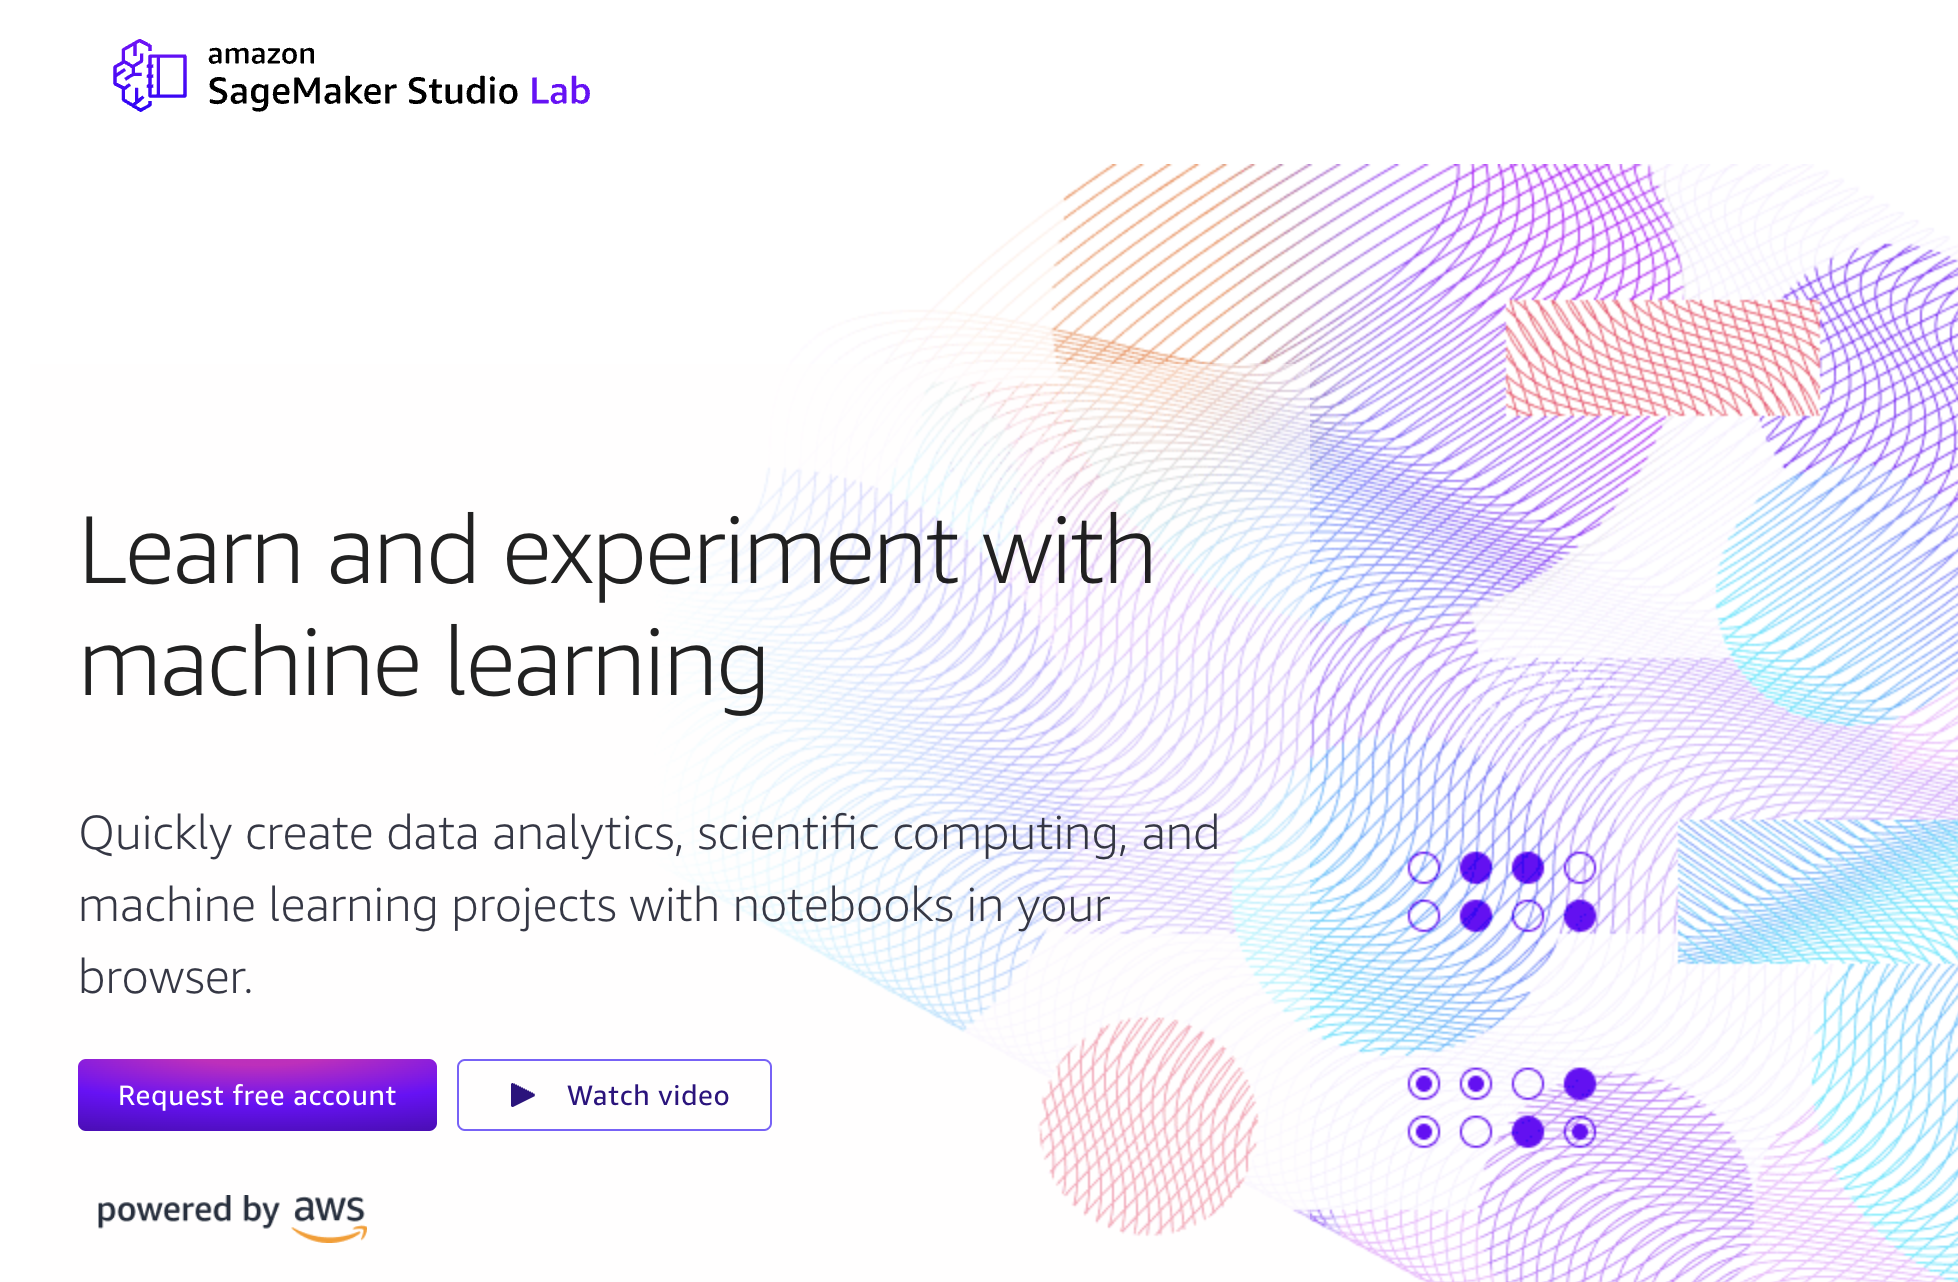 amazon
SageMaker Studio Lab
Learn and experiment with
machine learning
Quickly create data analytics, scientific computing, and
machine learning projects with notebooks in your
browser.
Request free account
Watch video
powered by aws